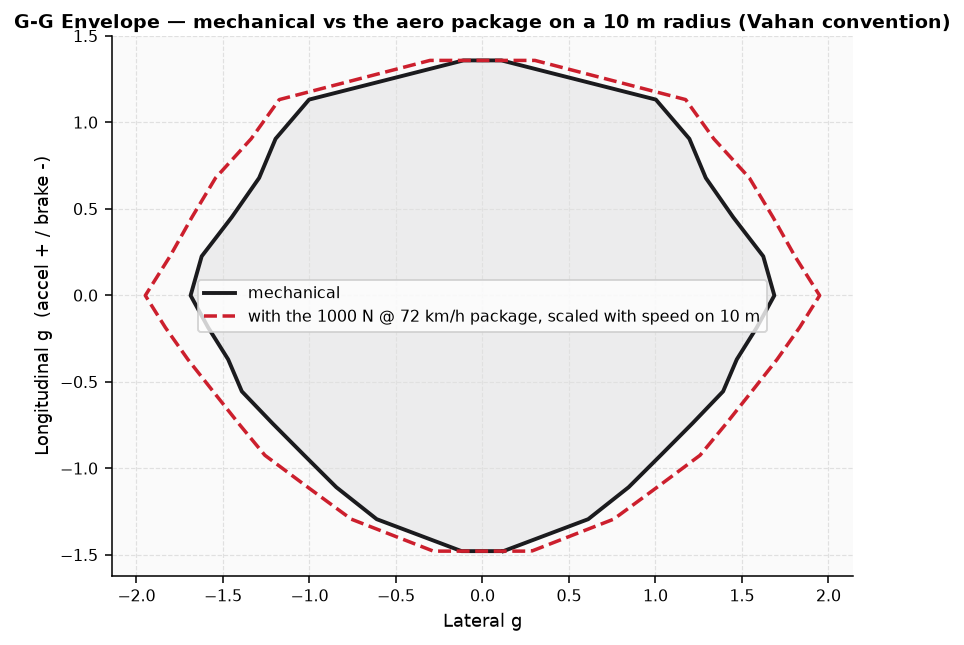 G-G Envelope — mechanical vs the aero package on a 10 m radius (Vahan convention)
1.5
1.0
0.5
0.0
−0.5
−1.0
−1.5
Longitudinal g (accel + / brake -)
mechanical
with the 1000 N @ 72 km/h package, scaled with speed on 10 m
−2.0 −1.5 −1.0 −0.5 0.0 0.5 1.0 1.5 2.0
Lateral g